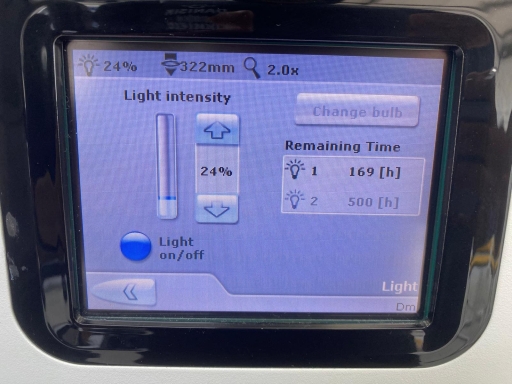 24% 322mm 2.0x
Light intensity
Change bulb
24%
Remaining Time
1 169 [h]
2 500 [h]
Light
on/off
Light
Dm